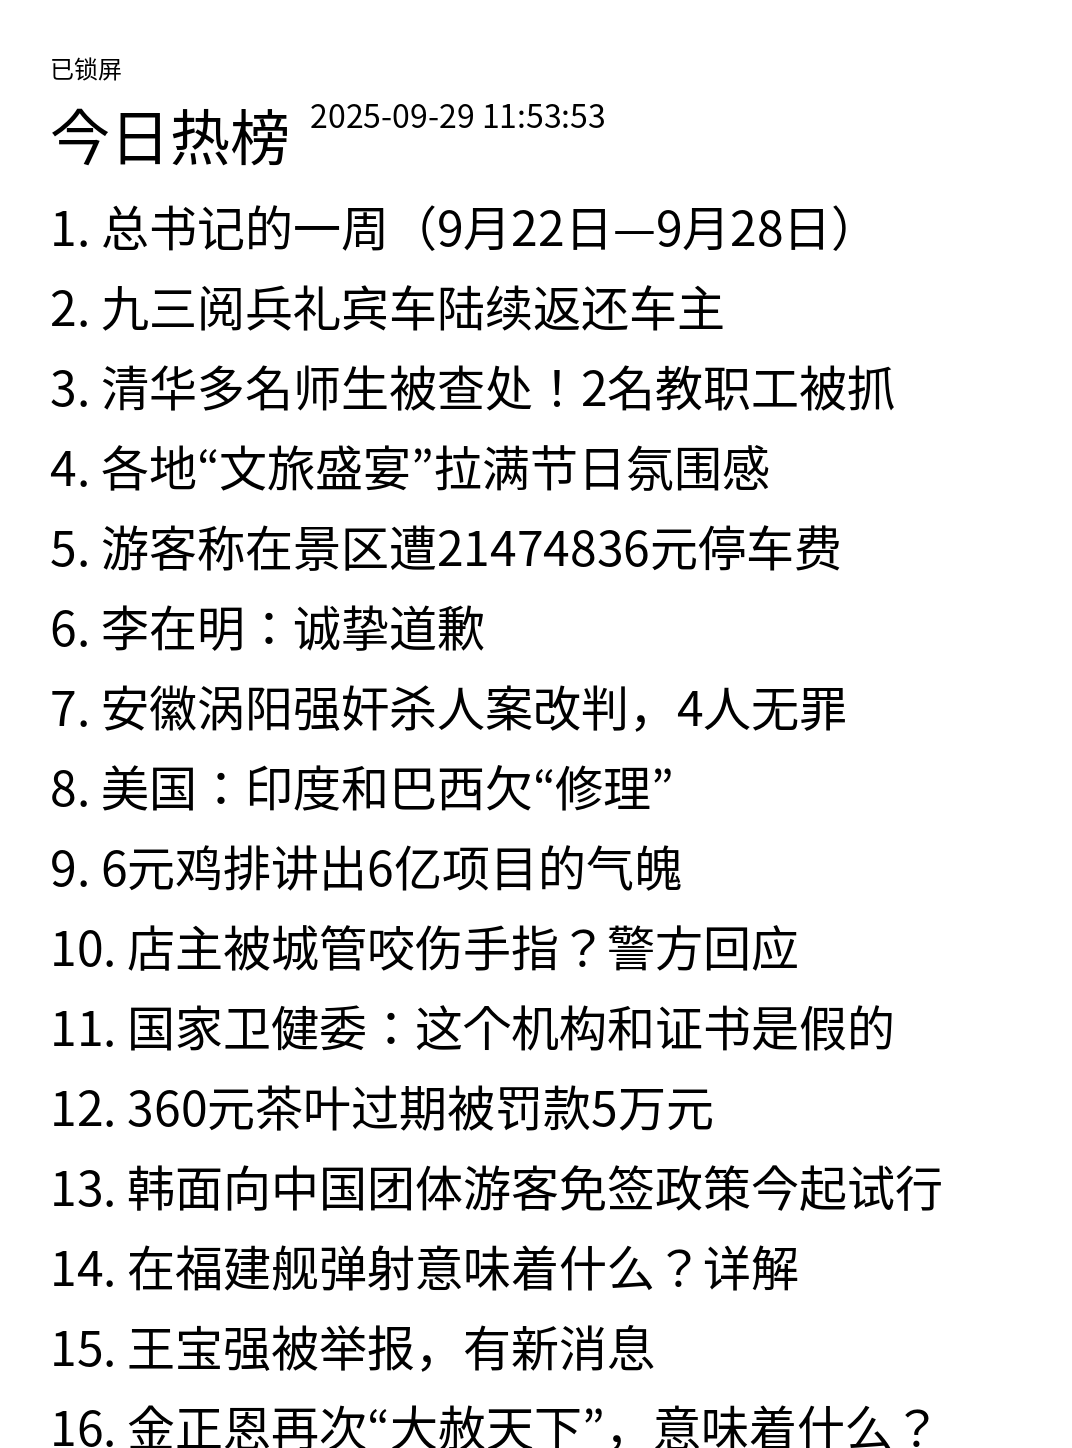 已锁屏
今日热榜 2025-09-29 11:53:53
1. 总书记的一周（9月22日—9月28日）
2. 九三阅兵礼宾车陆续返还车主
3. 清华多名师生被查处！2名教职工被抓
4. 各地“文旅盛宴”拉满节日氛围感
5. 游客称在景区遭21474836元停车费
6. 李在明：诚挚道歉
7. 安徽涡阳强奸杀人案改判，4人无罪
8. 美国：印度和巴西欠“修理”
9. 6元鸡排讲出6亿项目的气魄
10. 店主被城管咬伤手指？警方回应
11. 国家卫健委：这个机构和证书是假的
12. 360元茶叶过期被罚款5万元
13. 韩面向中国团体游客免签政策今起试行
14. 在福建舰弹射意味着什么？详解
15. 王宝强被举报，有新消息
16. 金正恩再次“大赦天下”，意味着什么？